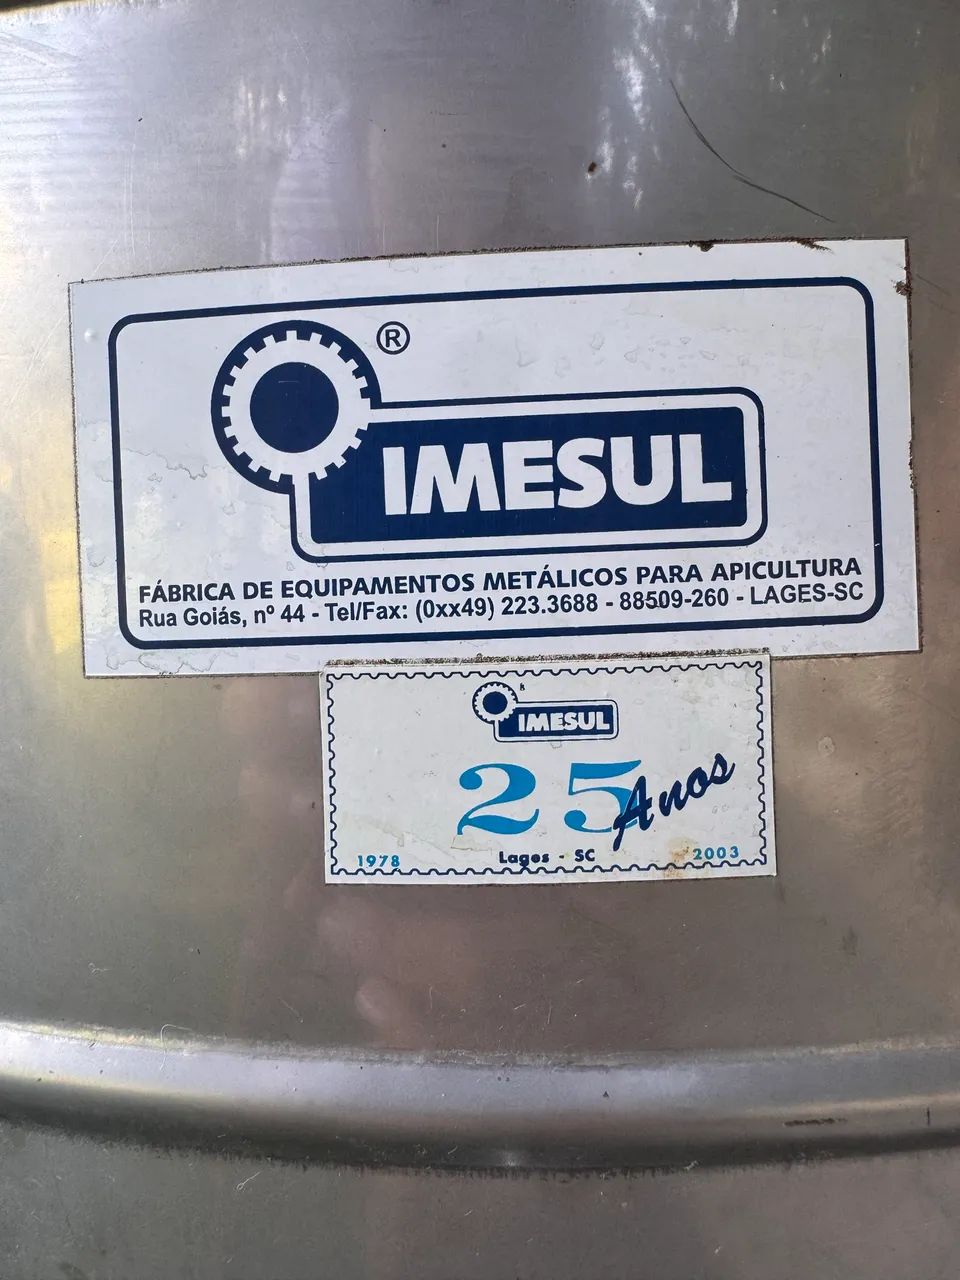 ®
IMESUL
FÁBRICA DE EQUIPAMENTOS METÁLICOS PARA APICULTURA
Rua Goiás, nº 44 - Tel/Fax: (0xx49) 223.3688 - 88509-260 - LAGES-SC
IMESUL
25 Anos
1978 Lages - SC 2003